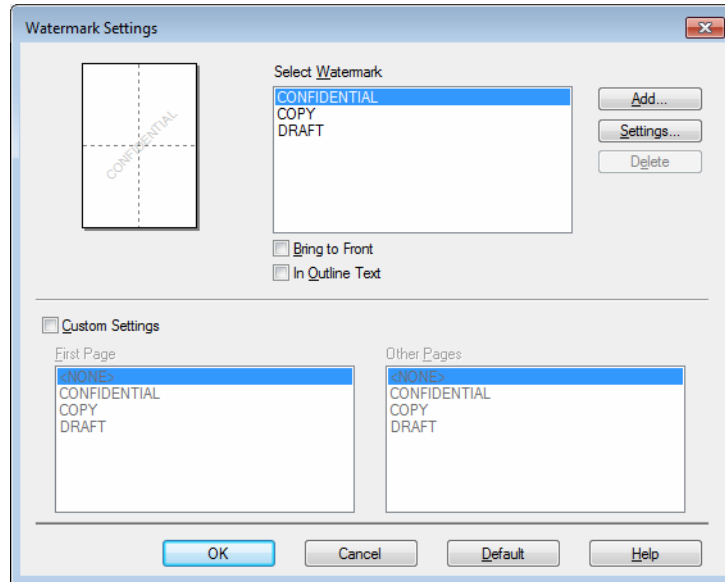 Watermark Settings
CONFIDENTIAL
Select Watermark
CONFIDENTIAL
COPY
DRAFT
Add...
Settings...
Delete
Bring to Front
In Outline Text
Custom Settings
First Page
<NONE>
CONFIDENTIAL
COPY
DRAFT
Other Pages
<NONE>
CONFIDENTIAL
COPY
DRAFT
OK
Cancel
Default
Help